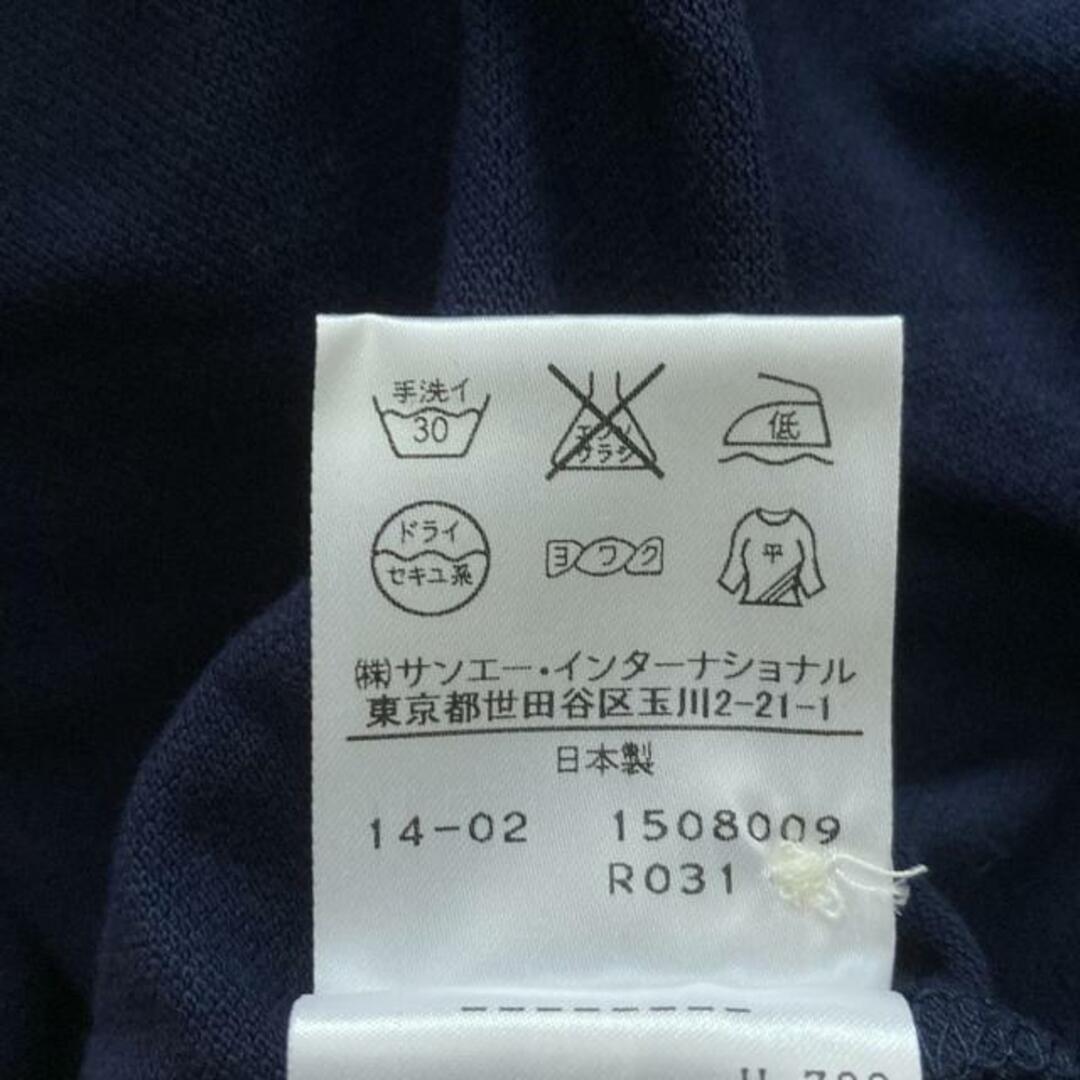 手洗イ
30
エンソ
サラシ
低
ドライ
セキユ系
ヨワク
平
㈱サンエー・インターナショナル
東京都世田谷区玉川2-21-1
日本製
14-02 1508009
R031